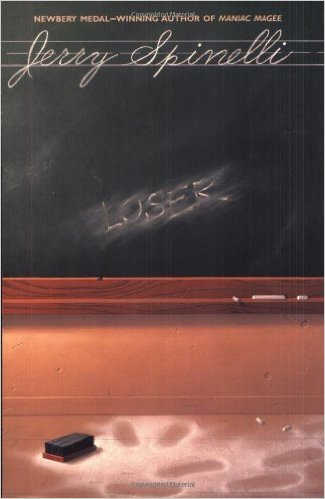 NEWBERY MEDAL–WINNING AUTHOR OF MANIAC MAGEE
Jerry Spinelli
LOSER